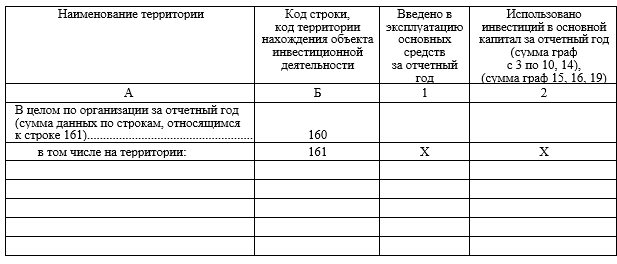 Наименование территории
Код строки,
код территории
нахождения объекта
инвестиционной
деятельности
Введено в
эксплуатацию
основных
средств
за отчетный
год
Использовано
инвестиций в основной
капитал за отчетный год
(сумма граф
с 3 по 10, 14),
(сумма граф 15, 16, 19)
А
Б
1
2
В целом по организации за отчетный год
(сумма данных по строкам, относящимся
к строке 161)......................................................
160
в том числе на территории:
161
Х
Х